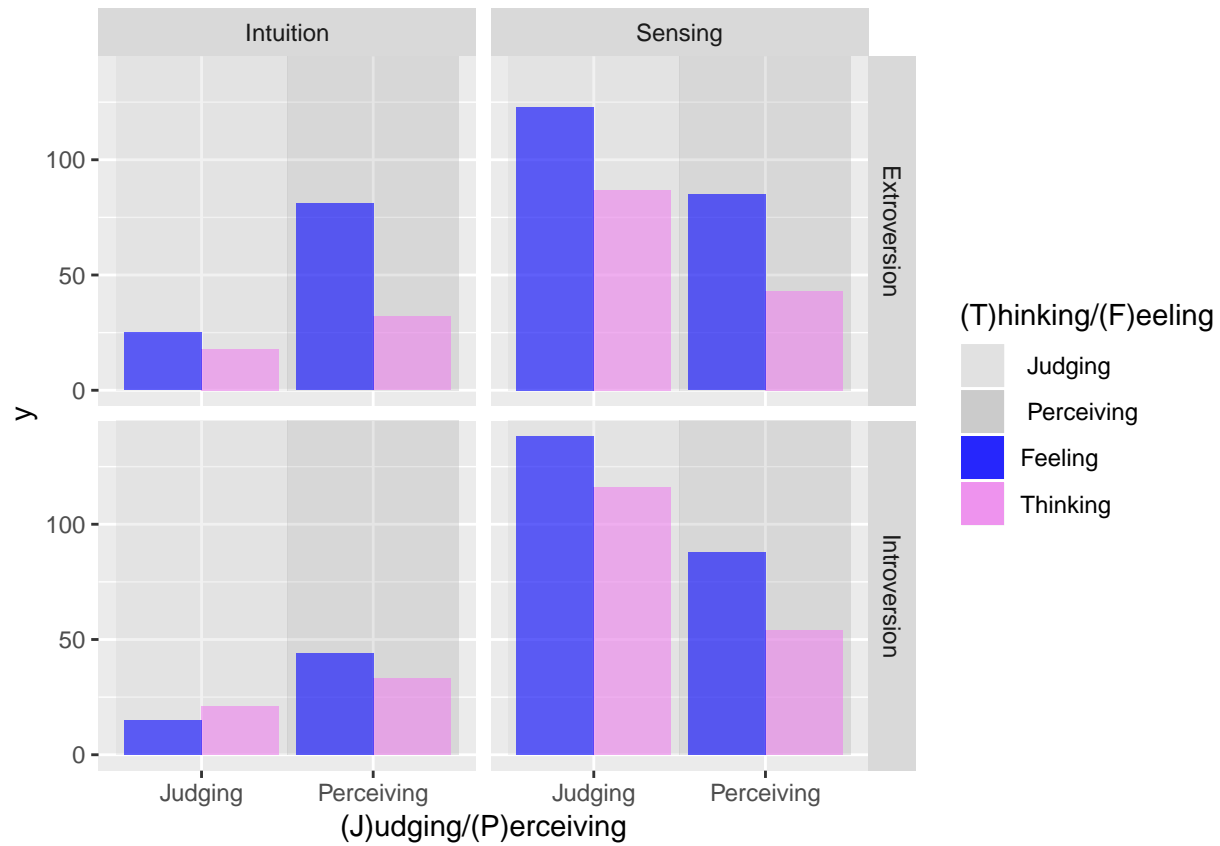 Intuition
Sensing
100
50
0
Extroversion
y
100
50
0
Introversion
Judging
Perceiving
Judging
Perceiving
(J)udging/(P)erceiving
(T)hinking/(F)eeling
Judging
Perceiving
Feeling
Thinking